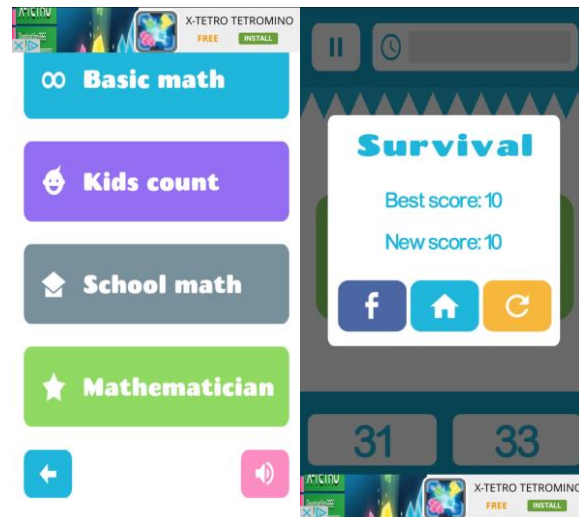 X-TETRO TETROMINO
FREE INSTALL
Basic math
Kids count
School math
Mathematician
Survival
Best score: 10
New score: 10
f
31 33
X-TETRO TETROMINO
FREE INSTALL